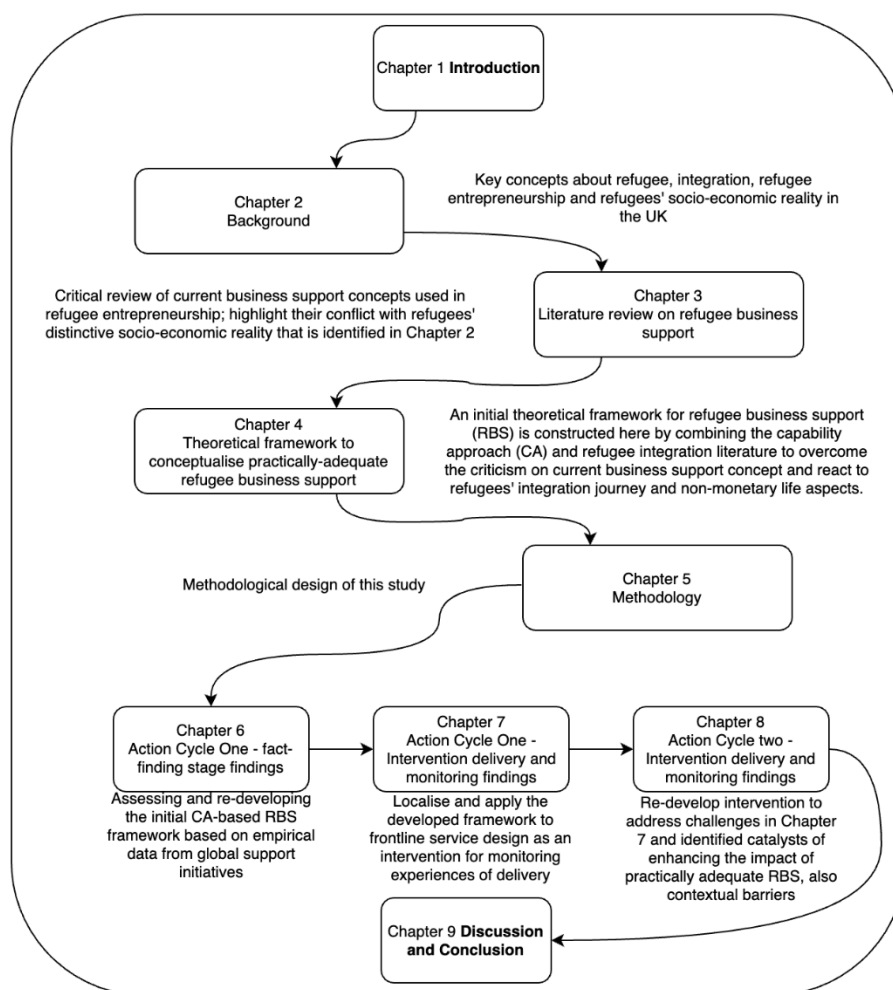 Chapter 1 Introduction
Chapter 2
Background
Key concepts about refugee, integration, refugee
entrepreneurship and refugees' socio-economic reality in
the UK
Critical review of current business support concepts used in
refugee entrepreneurship; highlight their conflict with refugees'
distinctive socio-economic reality that is identified in Chapter 2
Chapter 3
Literature review on refugee business
support
Chapter 4
Theoretical framework to
conceptualise practically-adequate
refugee business support
An initial theoretical framework for refugee business support
(RBS) is constructed here by combining the capability
approach (CA) and refugee integration literature to overcome
the criticism on current business support concept and react to
refugees' integration journey and non-monetary life aspects.
Methodological design of this study
Chapter 5
Methodology
Chapter 6
Action Cycle One - fact-
finding stage findings
Assessing and re-developing
the initial CA-based RBS
framework based on empirical
data from global support
initiatives
Chapter 7
Action Cycle One -
Intervention delivery and
monitoring findings
Localise and apply the
developed framework to
frontline service design as an
intervention for monitoring
experiences of delivery
Chapter 8
Action Cycle two -
Intervention delivery and
monitoring findings
Re-develop intervention to
address challenges in Chapter
7 and identified catalysts of
enhancing the impact of
practically adequate RBS, also
contextual barriers
Chapter 9 Discussion
and Conclusion